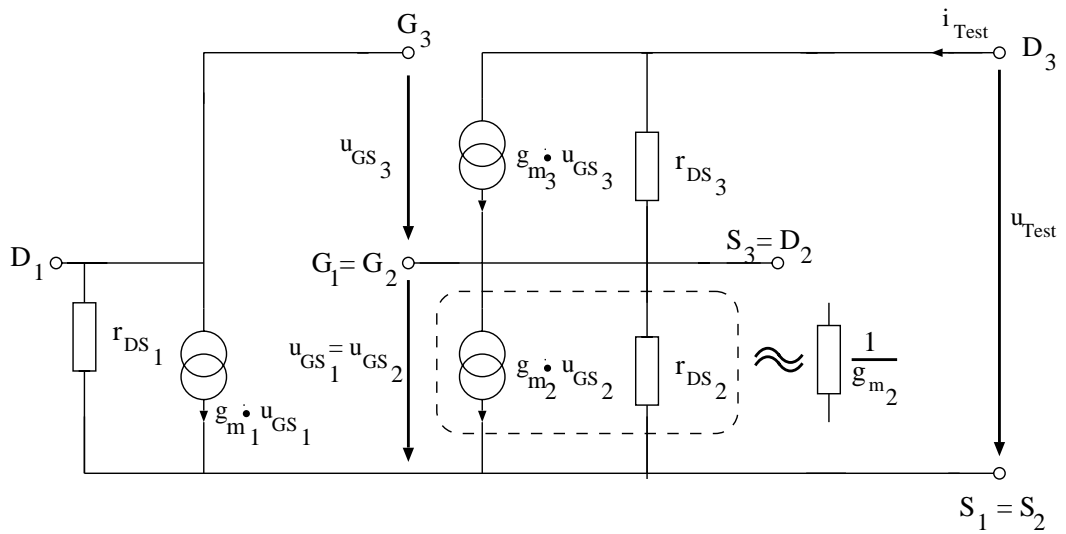 G3
iTest
D3
uGS3
gm3 · uGS3
rDS3
uTest
D1
G1 = G2
S3 = D2
rDS1
uGS1 = uGS2
gm2 · uGS2
rDS2
≈
1
gm2
gm1 · uGS1
S1 = S2